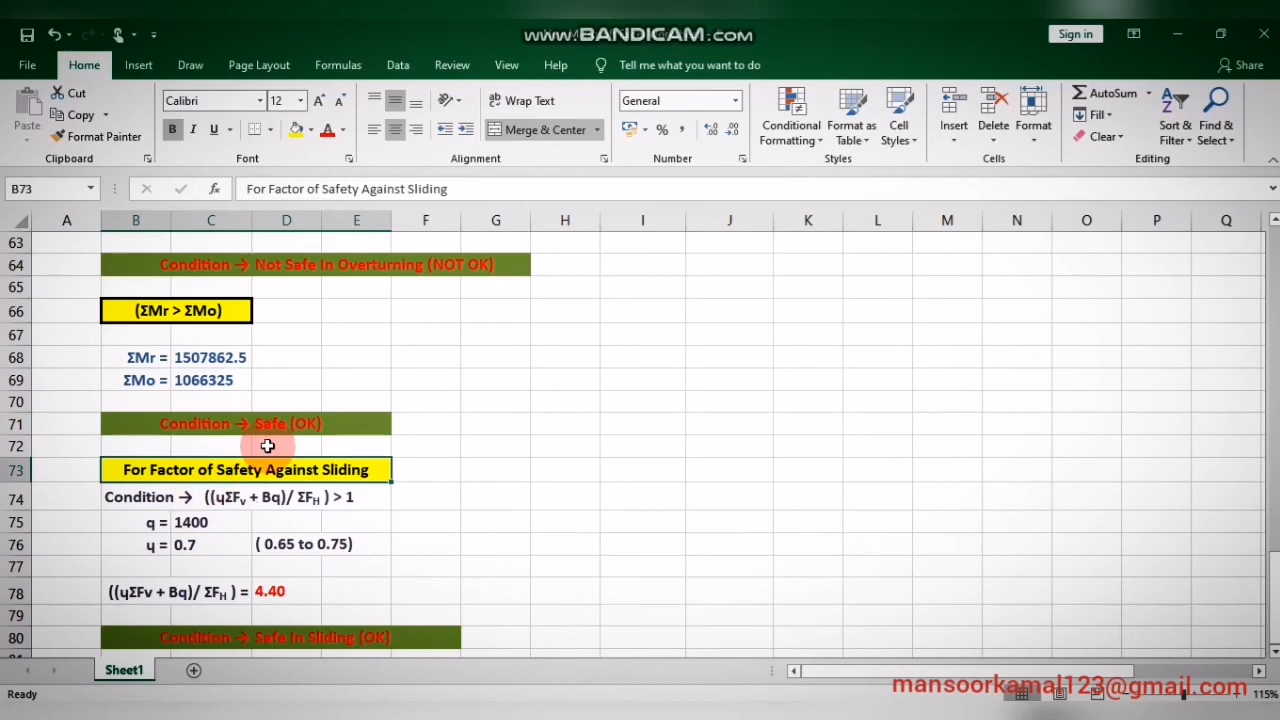 www.BANDICAM.com
Sign in
File Home Insert Draw Page Layout Formulas Data Review View Help Tell me what you want to do Share
Paste
Cut
Copy
Format Painter
Calibri 12
B I U
Wrap Text
Merge & Center
General
Conditional Formatting
Format as Table
Cell Styles
Insert
Delete
Format
AutoSum
Fill
Clear
Sort & Filter
Find & Select
Clipboard Font Alignment Number Styles Cells Editing
B73 fx For Factor of Safety Against Sliding
A B C D E F G H I J K L M N O P Q
63
64 Condition → Not Safe In Overturning (NOT OK)
65
66 (ΣMr > ΣMo)
67
68 ΣMr = 1507862.5
69 ΣMo = 1066325
70
71 Condition → Safe (OK)
72
73 For Factor of Safety Against Sliding
74 Condition → ((ɥΣFv + Bq)/ ΣFH ) > 1
75 q = 1400
76 ɥ = 0.7 ( 0.65 to 0.75)
77
78 ((ɥΣFv + Bq)/ ΣFH ) = 4.40
79
80 Condition → Safe In Sliding (OK)
Sheet1
mansoorkamal123@gmail.com
Ready 115%